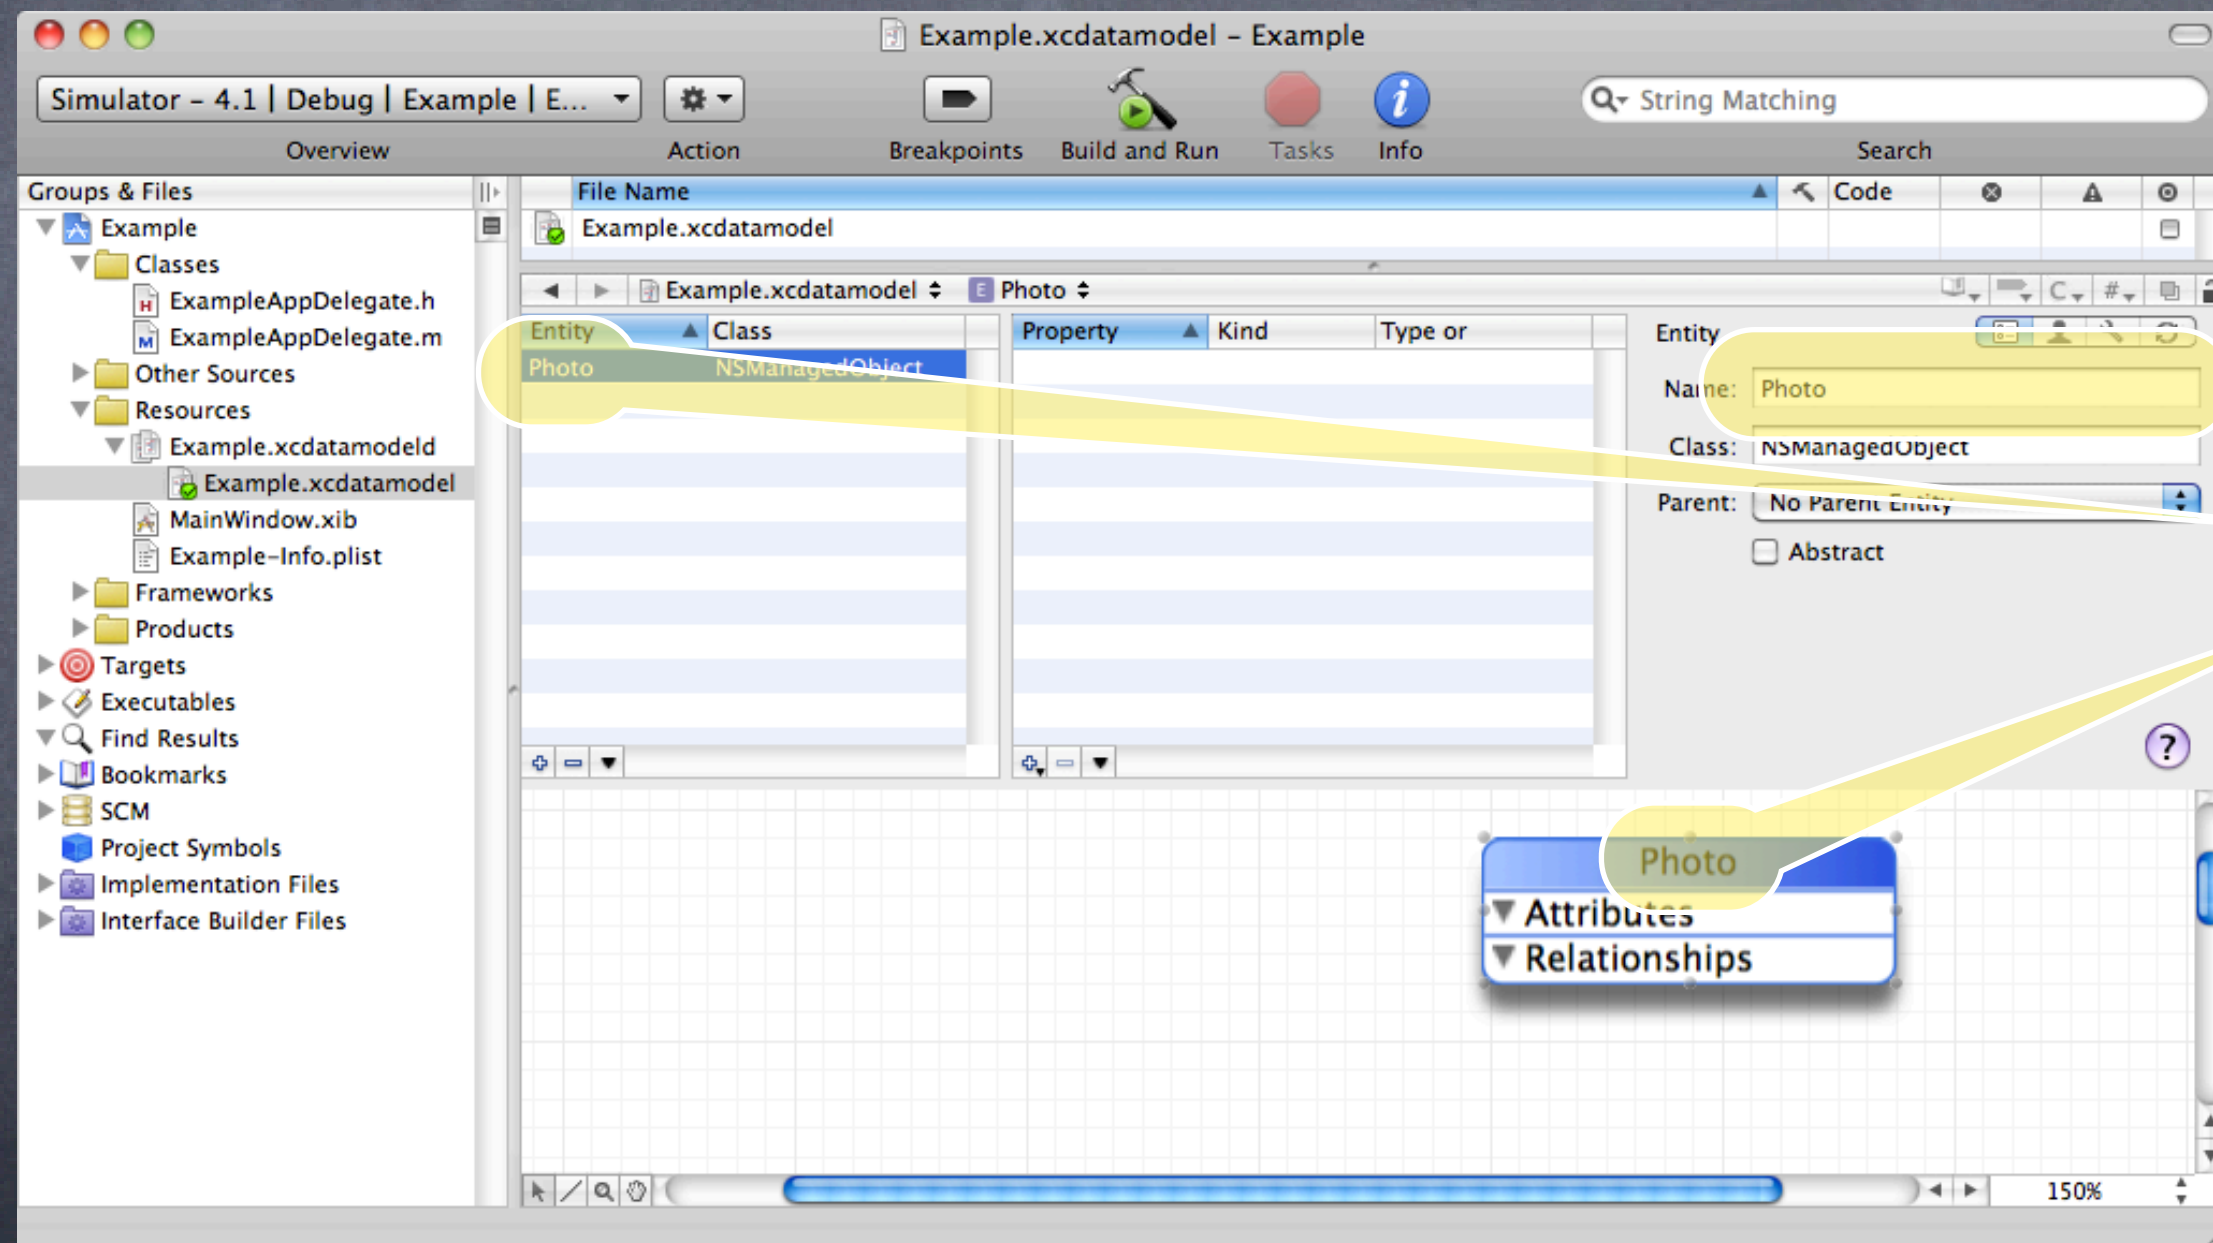 Example.xcdatamodel – Example
Simulator – 4.1 | Debug | Example | E...
String Matching
Overview
Action
Breakpoints
Build and Run
Tasks
Info
Search
Groups & Files
File Name
Code
Example
Example.xcdatamodel
Classes
ExampleAppDelegate.h
ExampleAppDelegate.m
Other Sources
Resources
Example.xcdatamodeld
Example.xcdatamodel
MainWindow.xib
Example-Info.plist
Frameworks
Products
Targets
Executables
Find Results
Bookmarks
SCM
Project Symbols
Implementation Files
Interface Builder Files
Example.xcdatamodel
E Photo
C
#
Entity
Class
Photo
NSManagedObject
Property
Kind
Type or
Entity
Name: Photo
Class: NSManagedObject
Parent: No Parent Entity
Abstract
?
Photo
Attributes
Relationships
150%